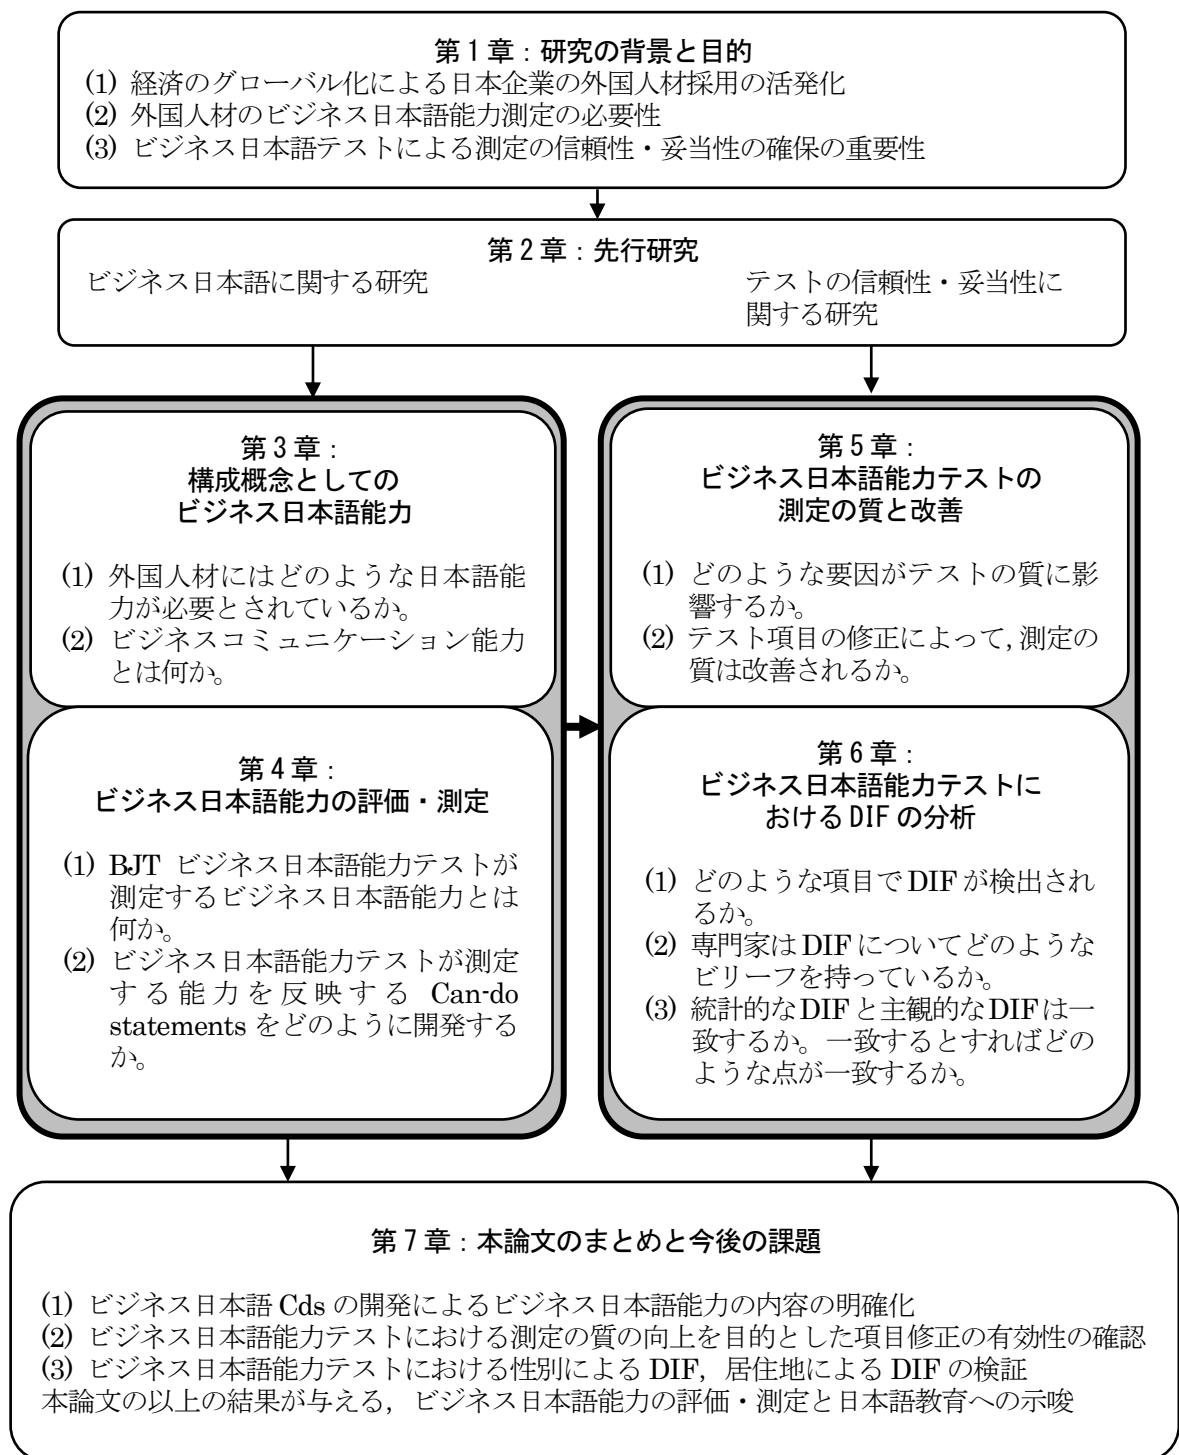 第1章：研究の背景と目的
(1) 経済のグローバル化による日本企業の外国人材採用の活発化
(2) 外国人材のビジネス日本語能力測定の必要性
(3) ビジネス日本語テストによる測定の信頼性・妥当性の確保の重要性
第2章：先行研究
ビジネス日本語に関する研究
テストの信頼性・妥当性に
関する研究
第3章：
構成概念としての
ビジネス日本語能力
(1) 外国人材にはどのような日本語能
力が必要とされているか。
(2) ビジネスコミュニケーション能力
とは何か。
第4章：
ビジネス日本語能力の評価・測定
(1) BJT ビジネス日本語能力テストが
測定するビジネス日本語能力とは
何か。
(2) ビジネス日本語能力テストが測定
する能力を反映する Can-do
statements をどのように開発する
か。
第5章：
ビジネス日本語能力テストの
測定の質と改善
(1) どのような要因がテストの質に影
響するか。
(2) テスト項目の修正によって,測定の
質は改善されるか。
第6章：
ビジネス日本語能力テストに
おけるDIFの分析
(1) どのような項目でDIFが検出され
るか。
(2) 専門家はDIFについてどのような
ビリーフを持っているか。
(3) 統計的なDIFと主観的なDIFは一
致するか。一致するとすればどの
ような点が一致するか。
第7章：本論文のまとめと今後の課題
(1) ビジネス日本語 Cds の開発によるビジネス日本語能力の内容の明確化
(2) ビジネス日本語能力テストにおける測定の質の向上を目的とした項目修正の有効性の確認
(3) ビジネス日本語能力テストにおける性別による DIF，居住地による DIF の検証
本論文の以上の結果が与える，ビジネス日本語能力の評価・測定と日本語教育への示唆